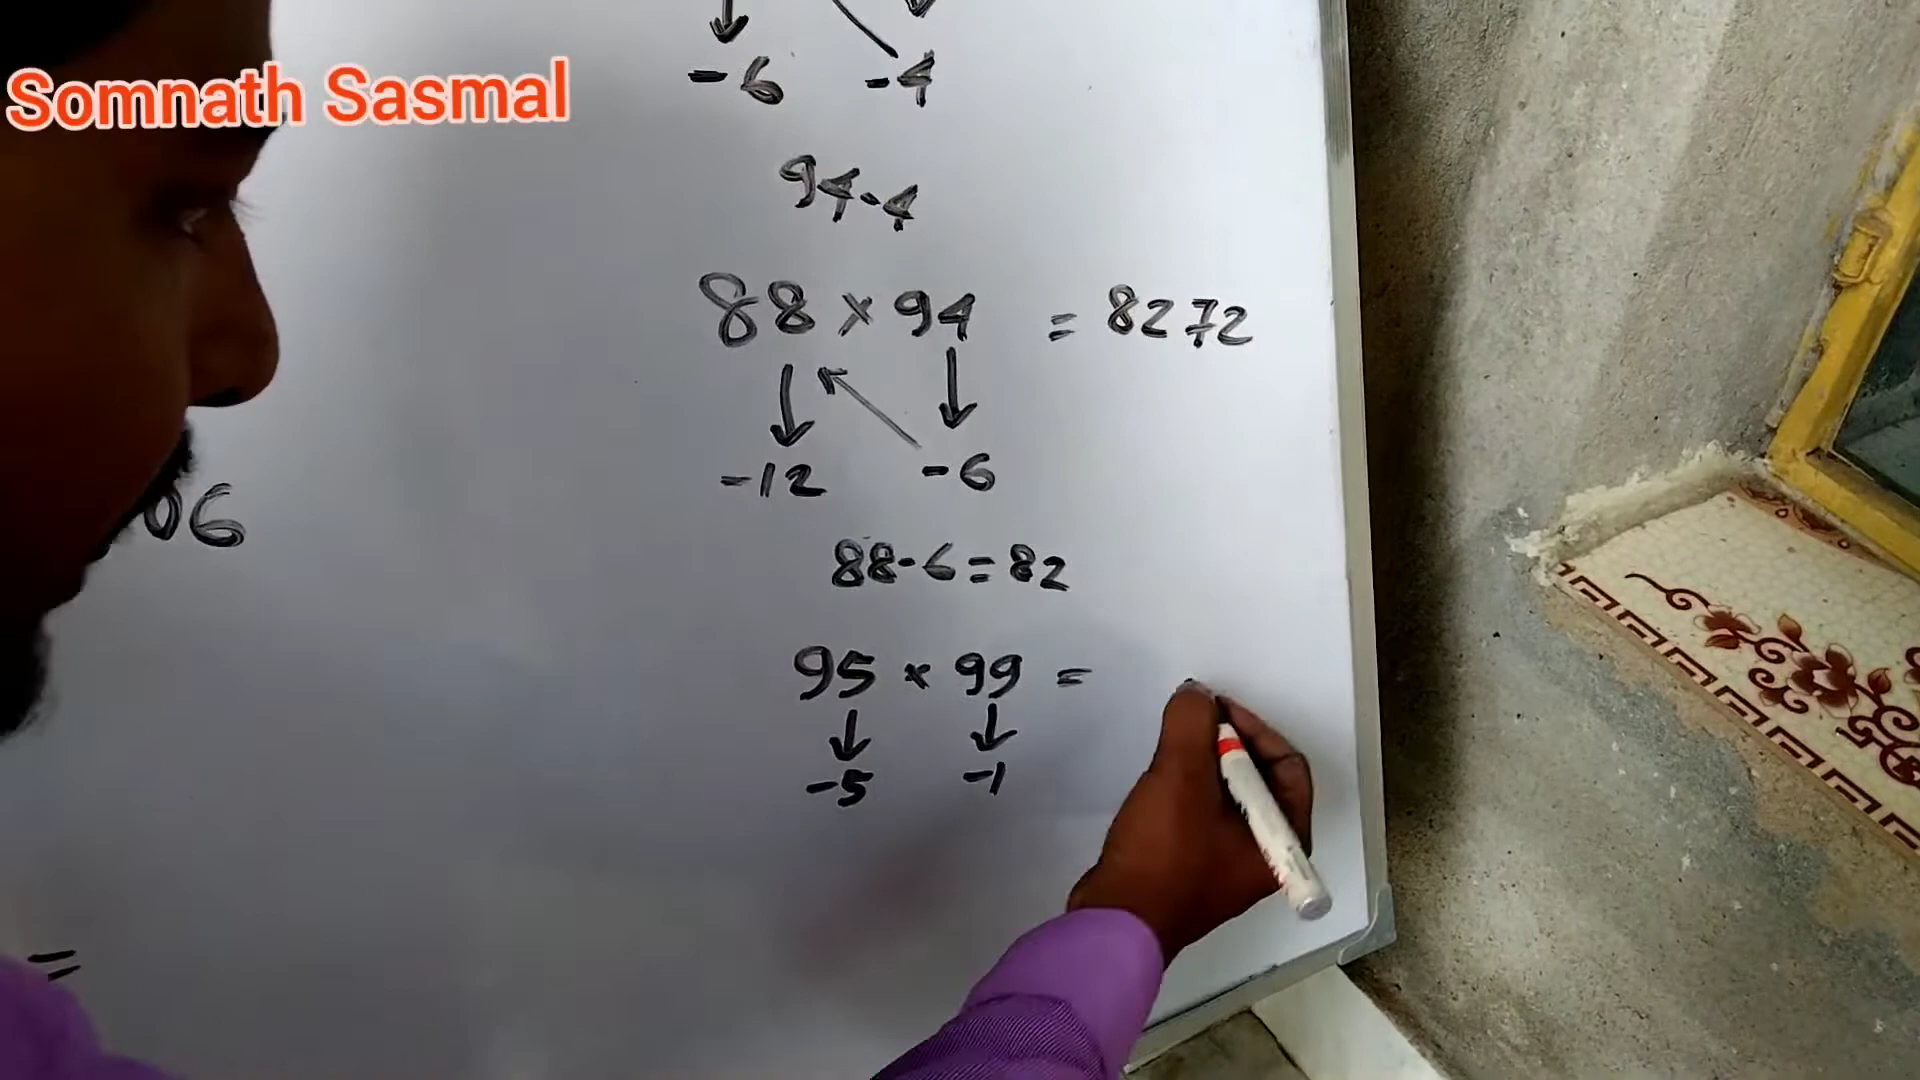 Somnath Sasmal
-6 -4
94-4
88 × 94 = 8272
-12 -6
88-6=82
95 × 99 =
-5 -1
06
=